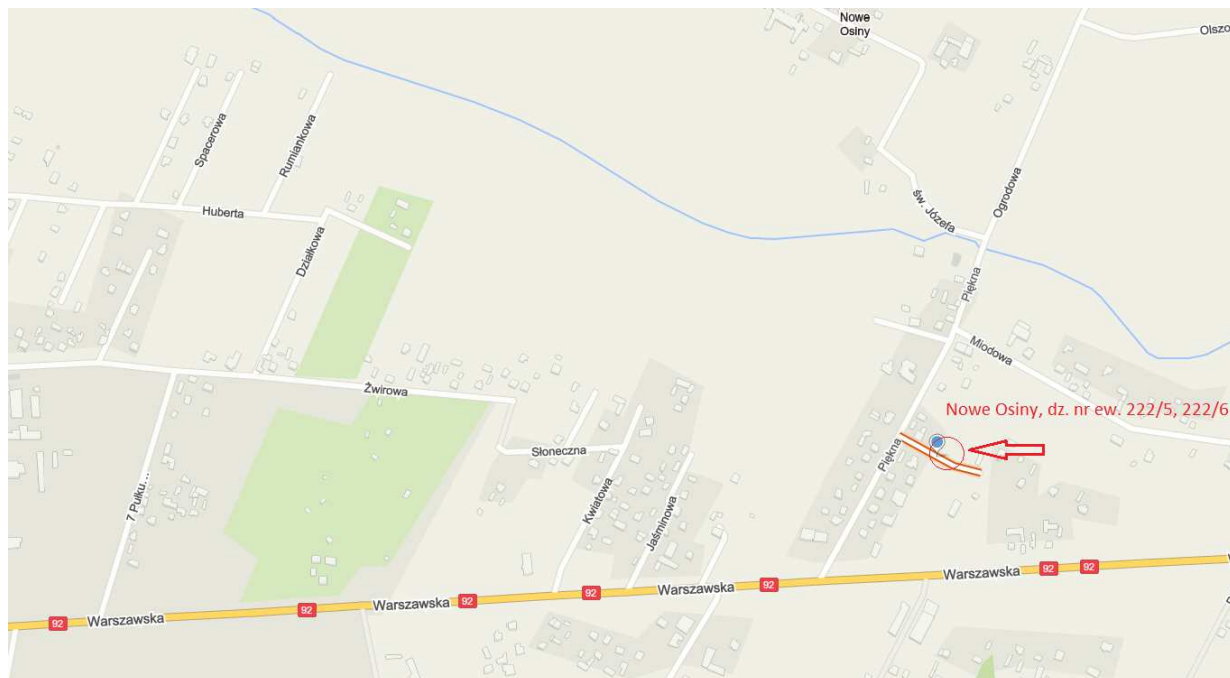 Nowe
Osiny
Olszo
Spacerowa
Rumiankowa
Huberta
Działkowa
św. Józefa
Ogrodowa
Piękna
Miodowa
Żwirowa
Nowe Osiny, dz. nr ew. 222/5, 222/6
Słoneczna
Piękna
7 Pułku...
Kwiatowa
Jaśminowa
Warszawska
92
92
92
92
Warszawska
92
Warszawska
92
92
Warszawska
92